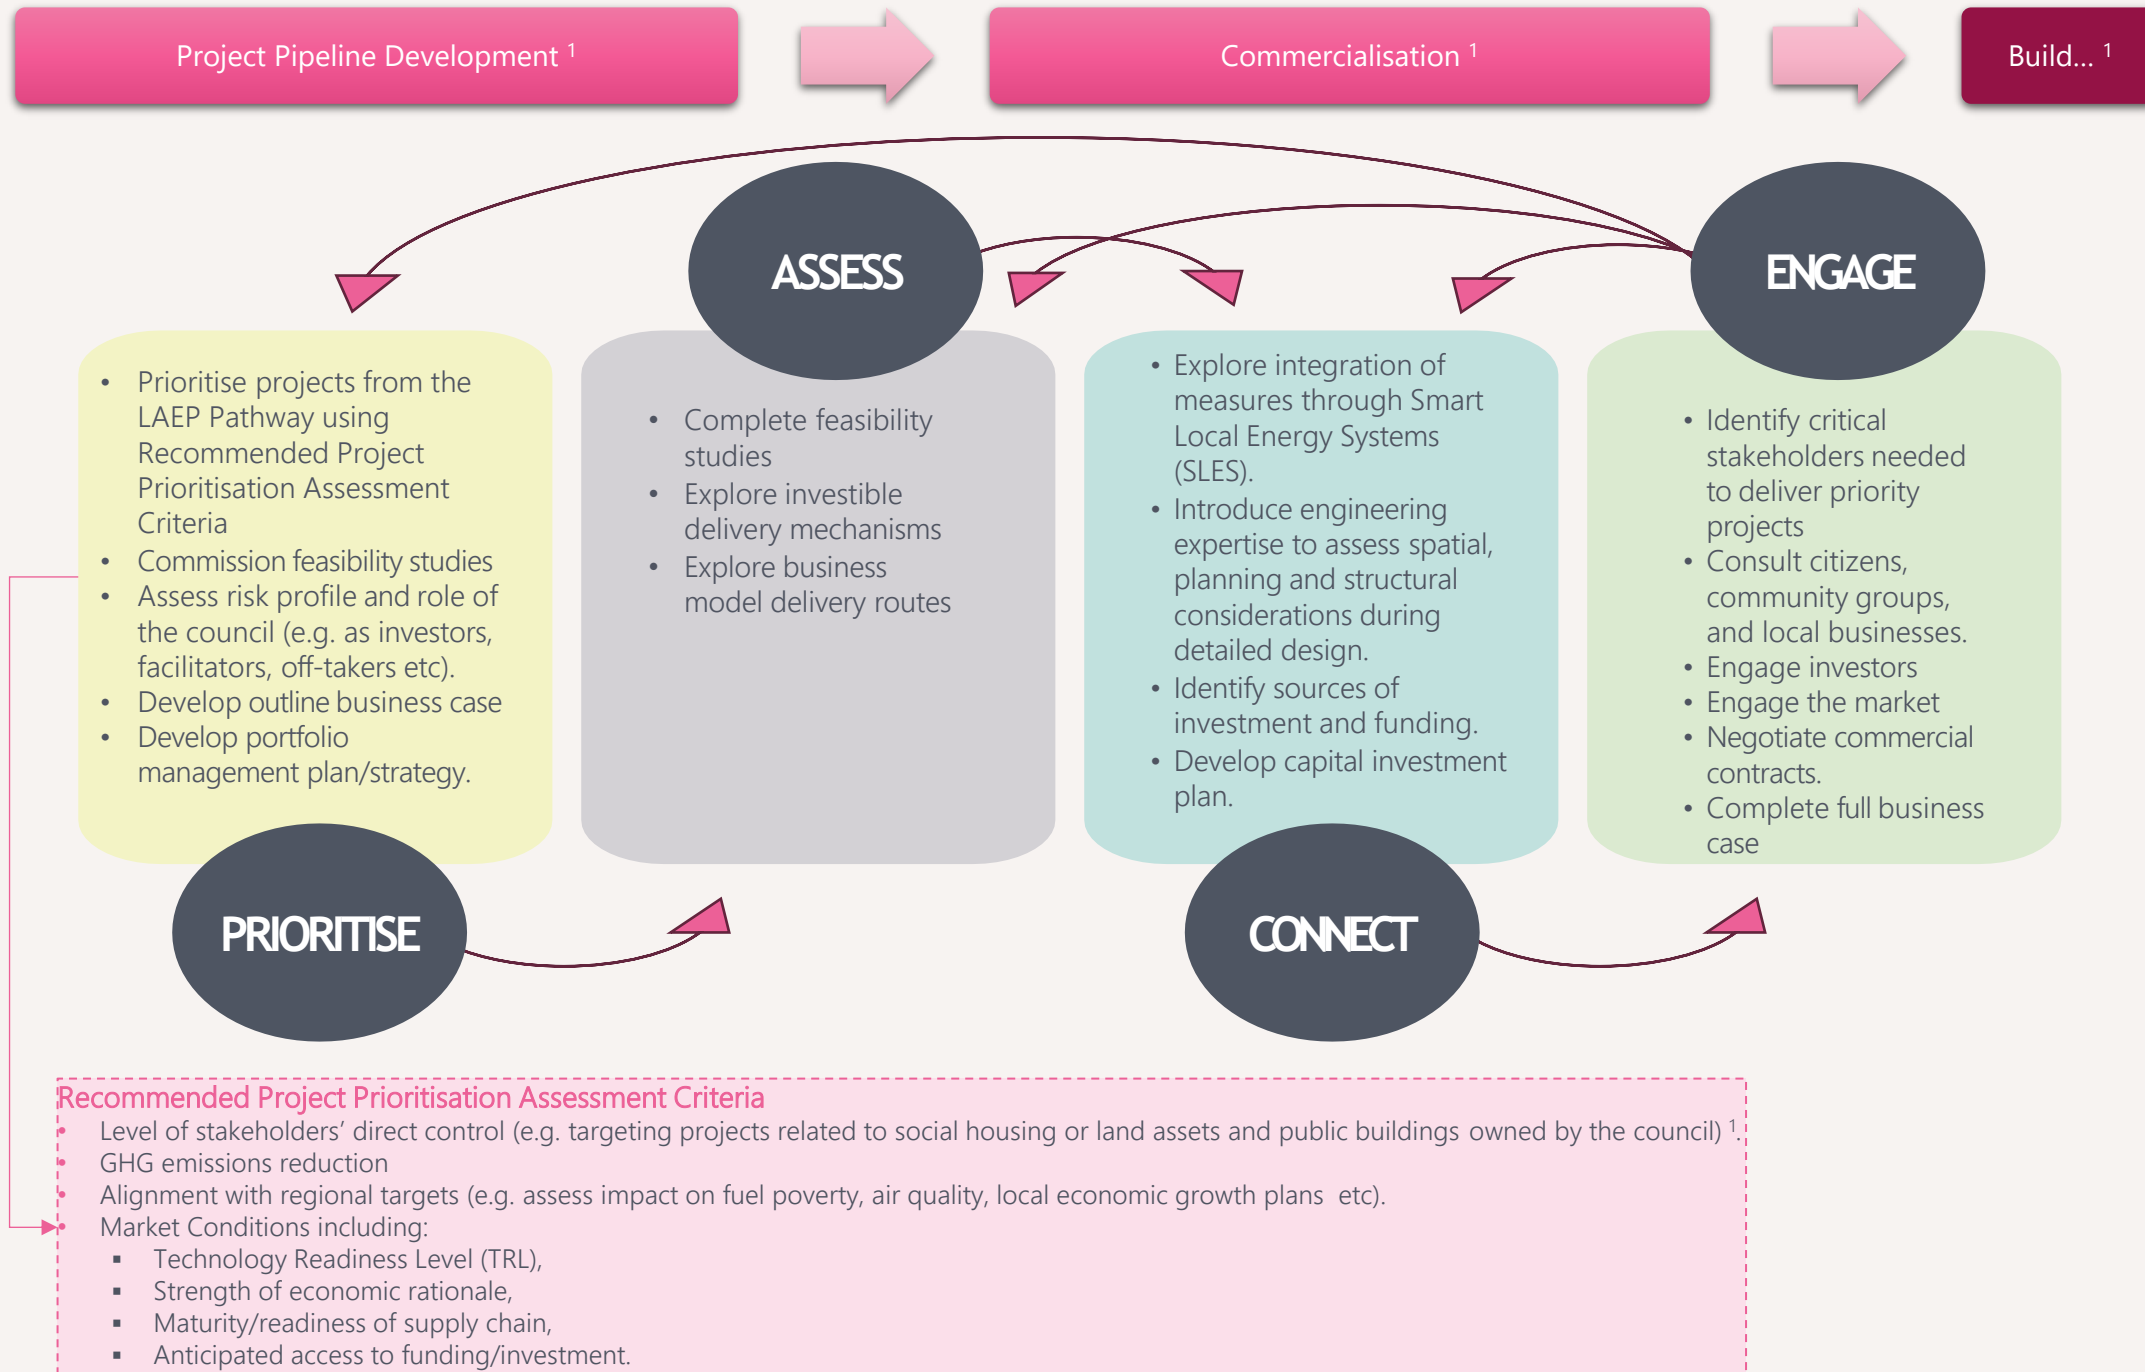 Project Pipeline Development 1
Commercialisation 1
Build... 1
PRIORITISE
• Prioritise projects from the
LAEP Pathway using
Recommended Project
Prioritisation Assessment
Criteria
• Commission feasibility studies
• Assess risk profile and role of
the council (e.g. as investors,
facilitators, off-takers etc).
• Develop outline business case
• Develop portfolio
management plan/strategy.
ASSESS
• Complete feasibility
studies
• Explore investible
delivery mechanisms
• Explore business
model delivery routes
CONNECT
• Explore integration of
measures through Smart
Local Energy Systems
(SLES).
• Introduce engineering
expertise to assess spatial,
planning and structural
considerations during
detailed design.
• Identify sources of
investment and funding.
• Develop capital investment
plan.
ENGAGE
• Identify critical
stakeholders needed
to deliver priority
projects
• Consult citizens,
community groups,
and local businesses.
• Engage investors
• Engage the market
• Negotiate commercial
contracts.
• Complete full business
case
Recommended Project Prioritisation Assessment Criteria
• Level of stakeholders’ direct control (e.g. targeting projects related to social housing or land assets and public buildings owned by the council) 1.
• GHG emissions reduction
• Alignment with regional targets (e.g. assess impact on fuel poverty, air quality, local economic growth plans etc).
• Market Conditions including:
▪ Technology Readiness Level (TRL),
▪ Strength of economic rationale,
▪ Maturity/readiness of supply chain,
▪ Anticipated access to funding/investment.